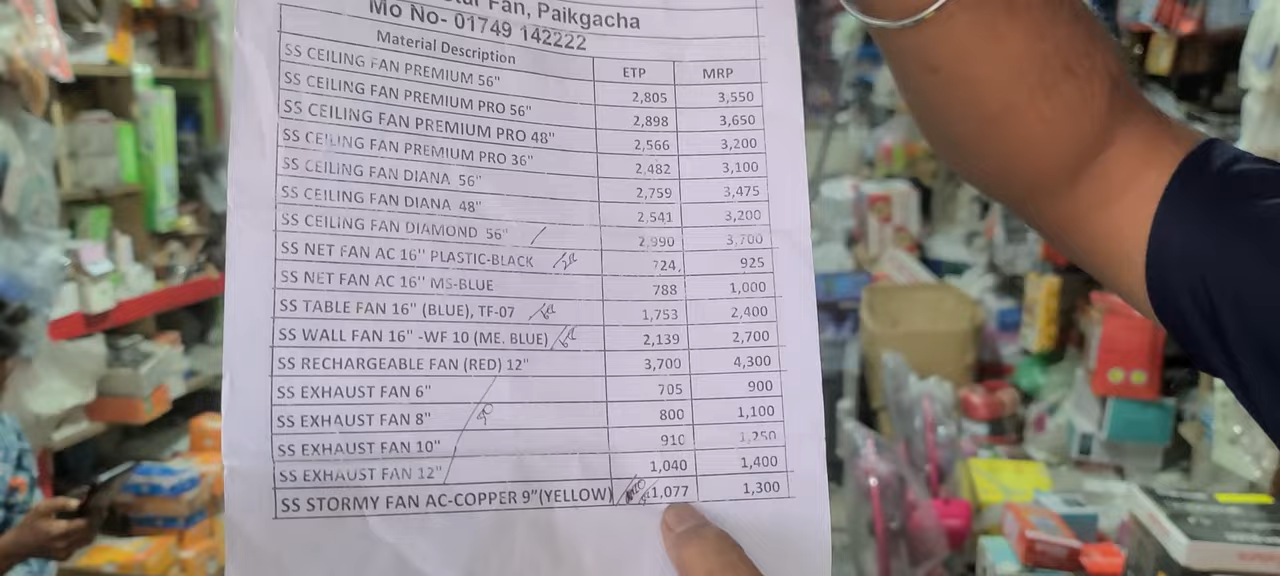 Fan, Paikgacha
Mo No- 01749 142222
Material Description ETP MRP
SS CEILING FAN PREMIUM 56" 2,805 3,550
SS CEILING FAN PREMIUM PRO 56" 2,898 3,650
SS CEILING FAN PREMIUM PRO 48" 2,566 3,200
SS CEILING FAN PREMIUM PRO 36" 2,482 3,100
SS CEILING FAN DIANA 56" 2,759 3,475
SS CEILING FAN DIANA 48" 2,541 3,200
SS CEILING FAN DIAMOND 56" 2,990 3,700
SS NET FAN AC 16" PLASTIC-BLACK 724 925
SS NET FAN AC 16" MS-BLUE 788 1,000
SS TABLE FAN 16" (BLUE), TF-07 1,753 2,400
SS WALL FAN 16" -WF 10 (ME. BLUE) 2,139 2,700
SS RECHARGEABLE FAN (RED) 12" 3,700 4,300
SS EXHAUST FAN 6" 705 900
SS EXHAUST FAN 8" 800 1,100
SS EXHAUST FAN 10" 910 1,250
SS EXHAUST FAN 12" 1,040 1,400
SS STORMY FAN AC-COPPER 9"(YELLOW) 1,077 1,300